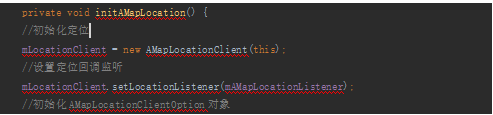 private void initAMapLocation() {
//初始化定位
mLocationClient = new AMapLocationClient(this);
//设置定位回调监听
mLocationClient.setLocationListener(mAMapLocationListener);
//初始化AMapLocationClientOption对象